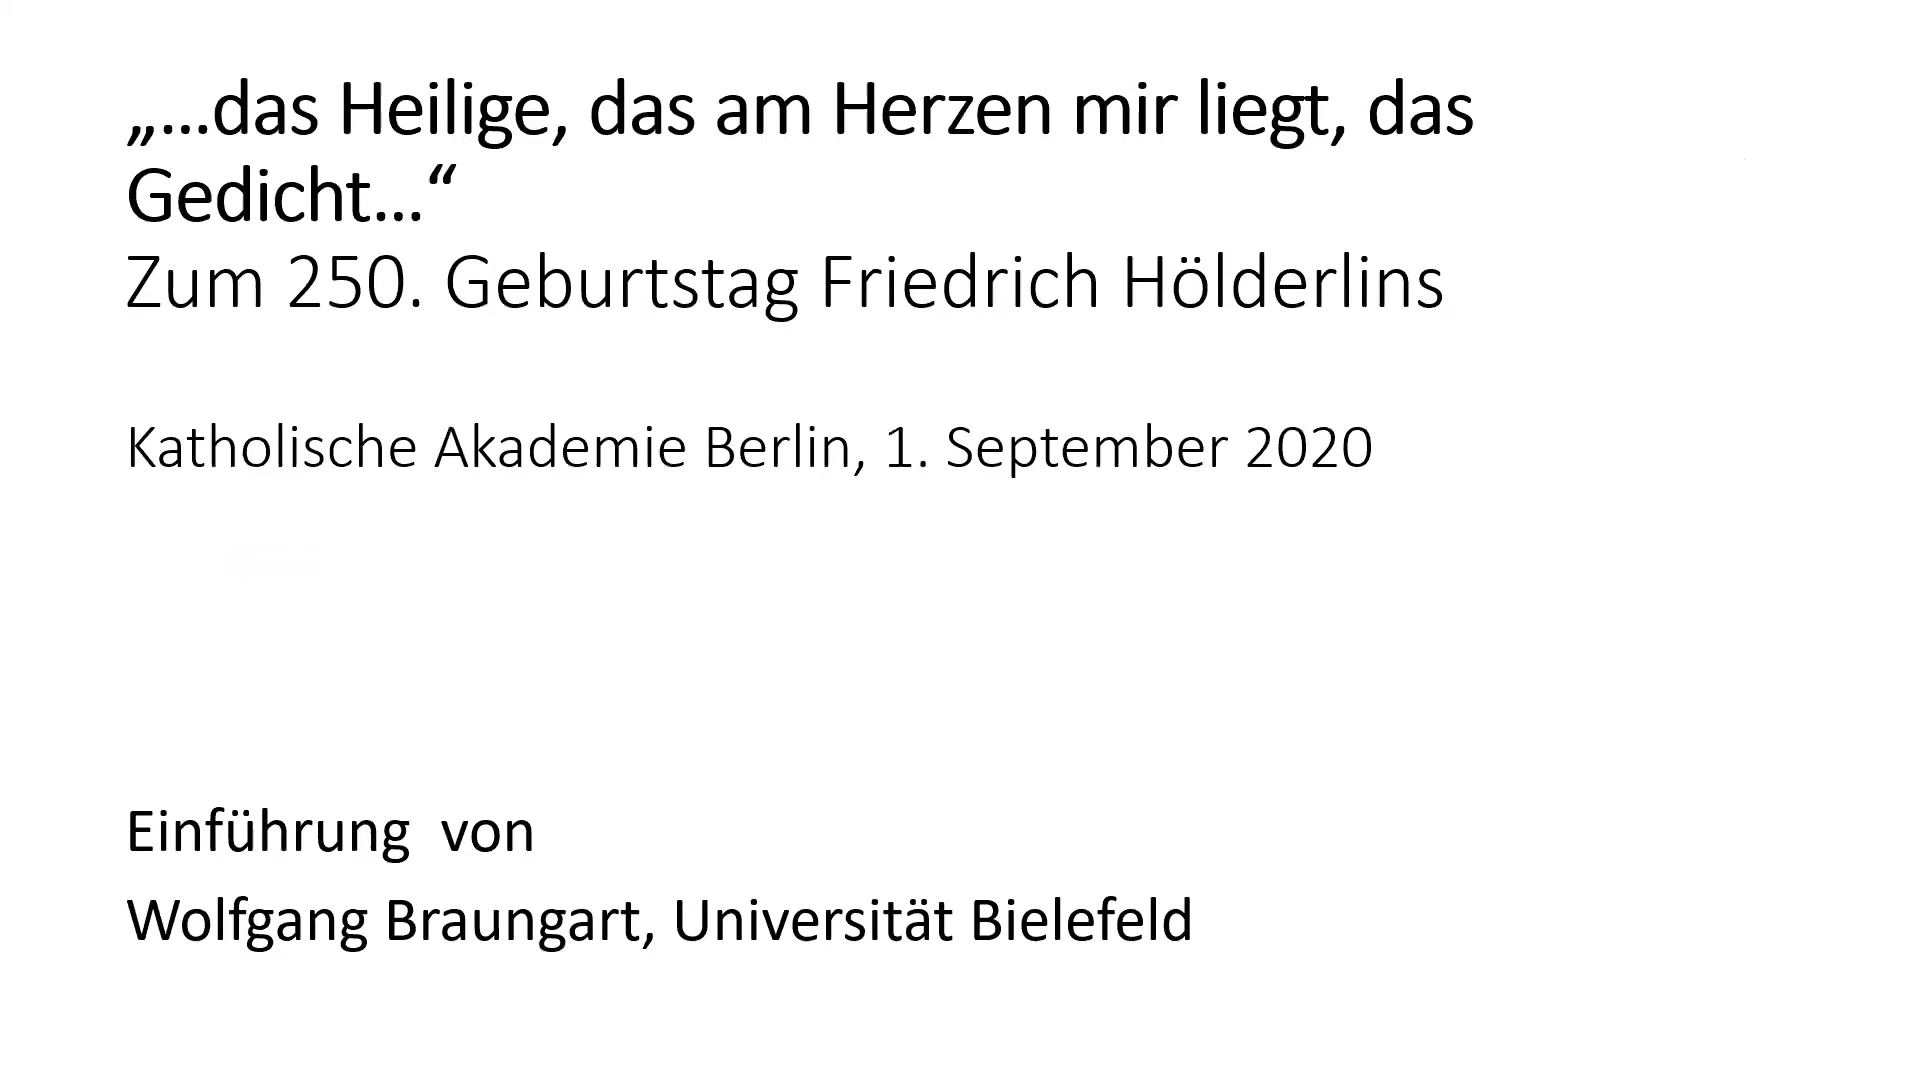 „…das Heilige, das am Herzen mir liegt, das
Gedicht…“
Zum 250. Geburtstag Friedrich Hölderlins
Katholische Akademie Berlin, 1. September 2020
Einführung  von
Wolfgang Braungart, Universität Bielefeld